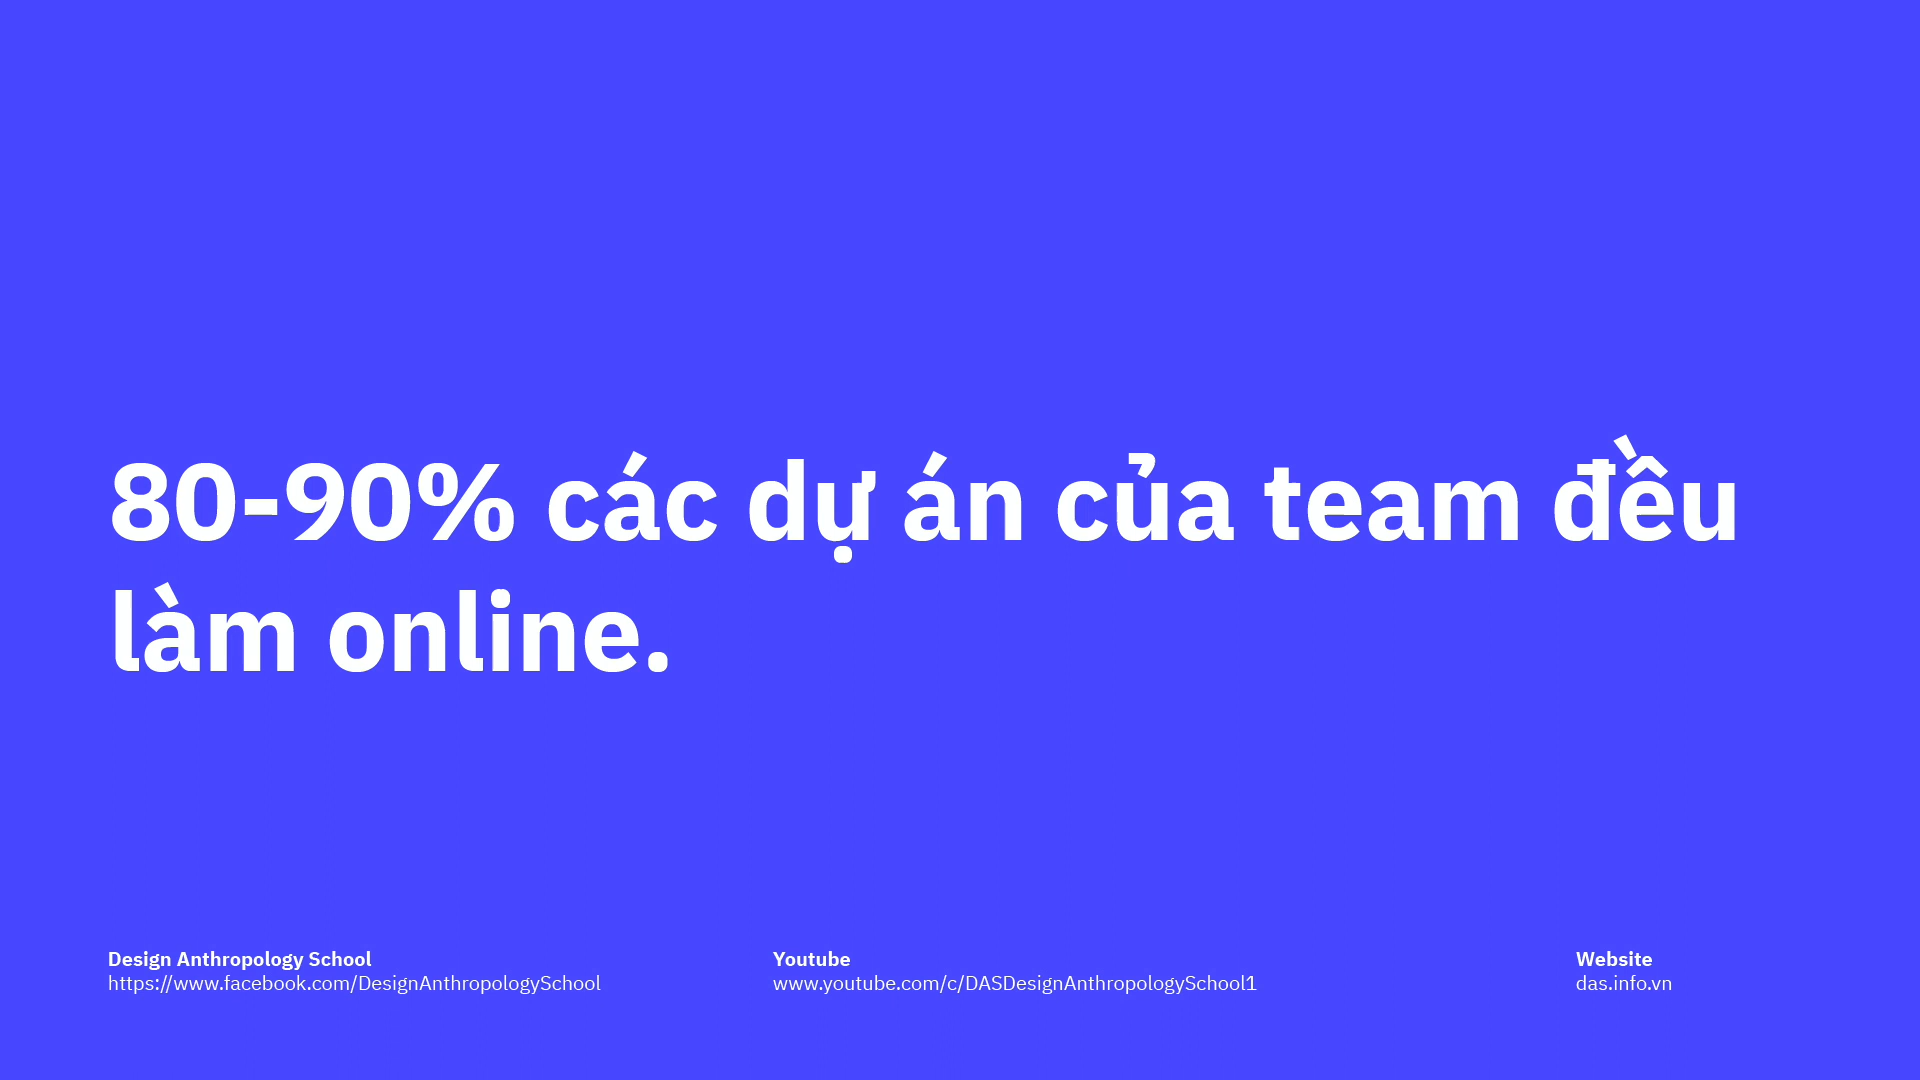 80-90% các dự án của team đều
làm online.
Design Anthropology School
https://www.facebook.com/DesignAnthropologySchool
Youtube
www.youtube.com/c/DASDesignAnthropologySchool1
Website
das.info.vn